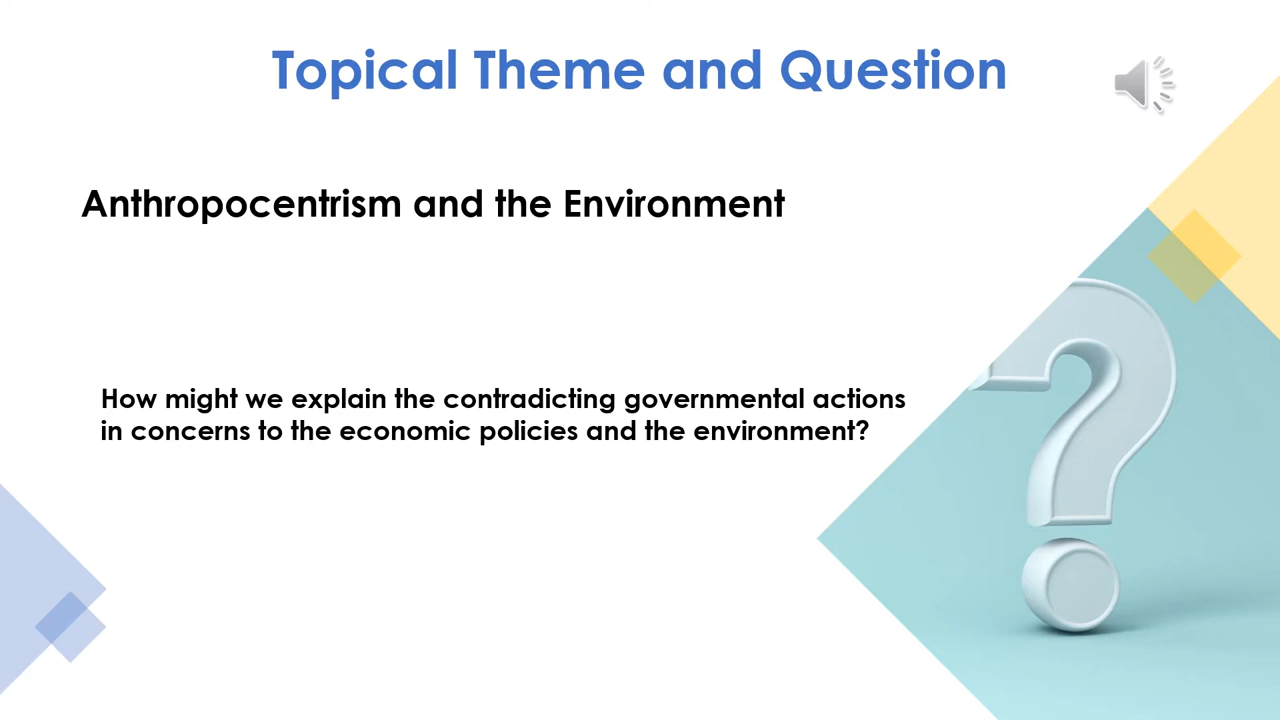 Topical Theme and Question
Anthropocentrism and the Environment
How might we explain the contradicting governmental actions
in concerns to the economic policies and the environment?